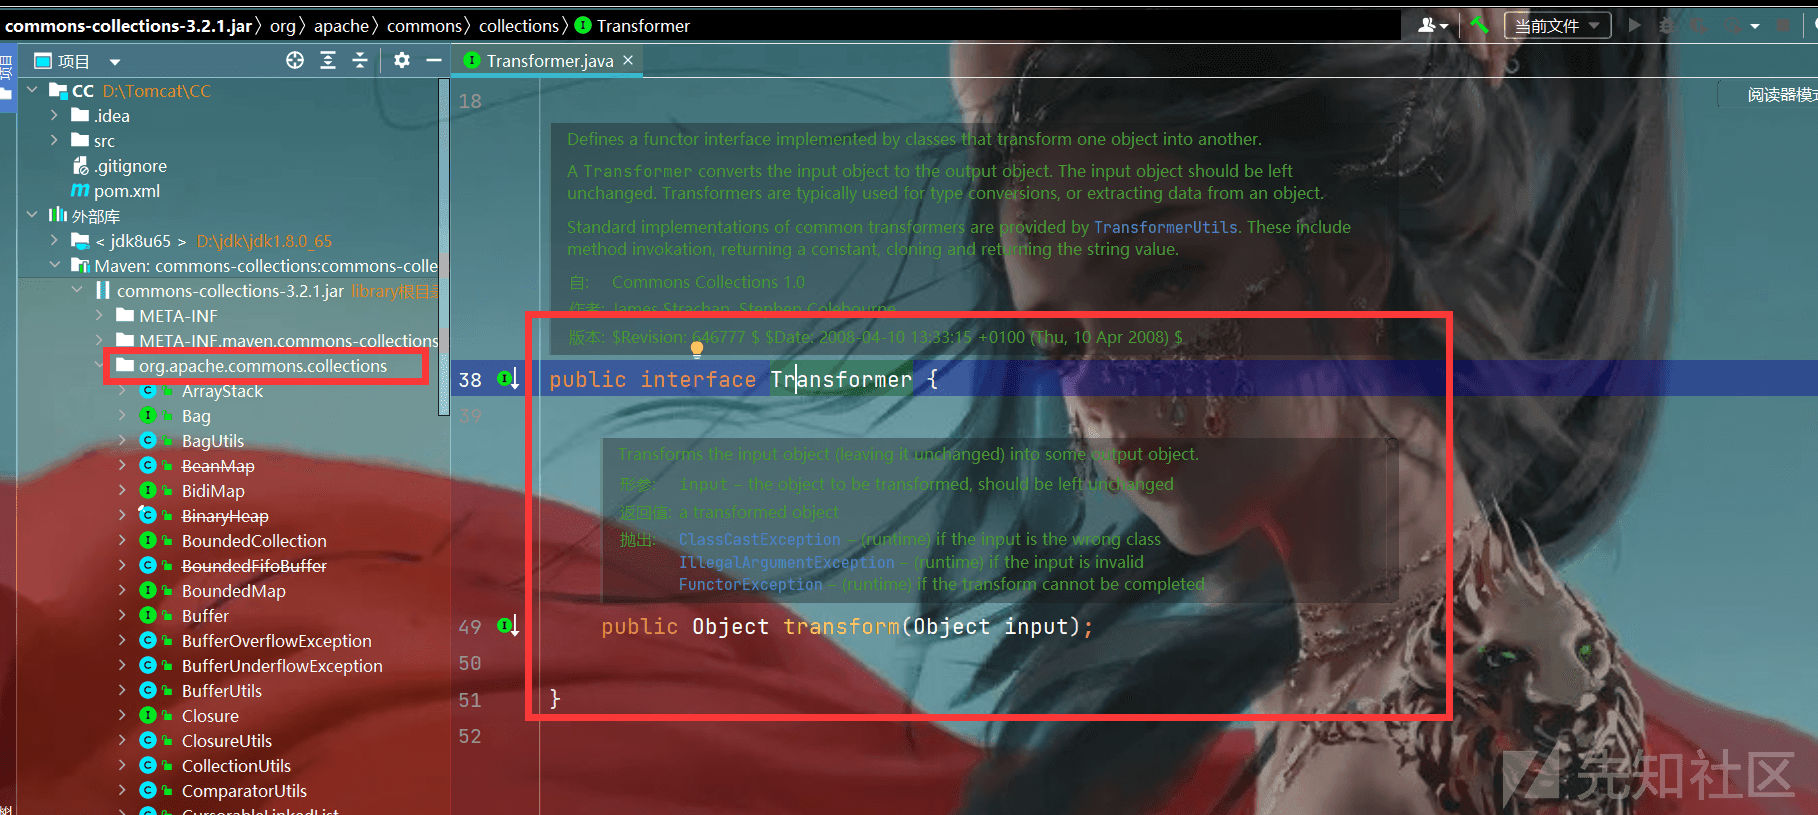 commons-collections-3.2.1.jar〉org〉apache〉commons〉collections〉Transformer
当前文件
项目
项目
Transformer.java
CC D:\Tomcat\CC
.idea
src
.gitignore
pom.xml
外部库
< jdk8u65 > D:\jdk\jdk1.8.0_65
Maven: commons-collections:commons-colle
commons-collections-3.2.1.jar library根目录
META-INF
META-INF.maven.commons-collections
org.apache.commons.collections
ArrayStack
Bag
BagUtils
BeanMap
BidiMap
BinaryHeap
BoundedCollection
BoundedFifoBuffer
BoundedMap
Buffer
BufferOverflowException
BufferUnderflowException
BufferUtils
Closure
ClosureUtils
CollectionUtils
ComparatorUtils
CursorableLinkedList
阅读器模式
18
Defines a functor interface implemented by classes that transform one object into another.
A Transformer converts the input object to the output object. The input object should be left
unchanged. Transformers are typically used for type conversions, or extracting data from an object.
Standard implementations of common transformers are provided by TransformerUtils. These include
method invokation, returning a constant, cloning and returning the string value.
自: Commons Collections 1.0
作者: James Strachan, Stephen Colebourne
版本: $Revision: 646777 $ $Date: 2008-04-10 13:33:15 +0100 (Thu, 10 Apr 2008) $
38 public interface Transformer {
39
Transforms the input object (leaving it unchanged) into some output object.
形参: input – the object to be transformed, should be left unchanged
返回值: a transformed object
抛出: ClassCastException – (runtime) if the input is the wrong class
IllegalArgumentException – (runtime) if the input is invalid
FunctorException – (runtime) if the transform cannot be completed
49 public Object transform(Object input);
50
51 }
52
先知社区